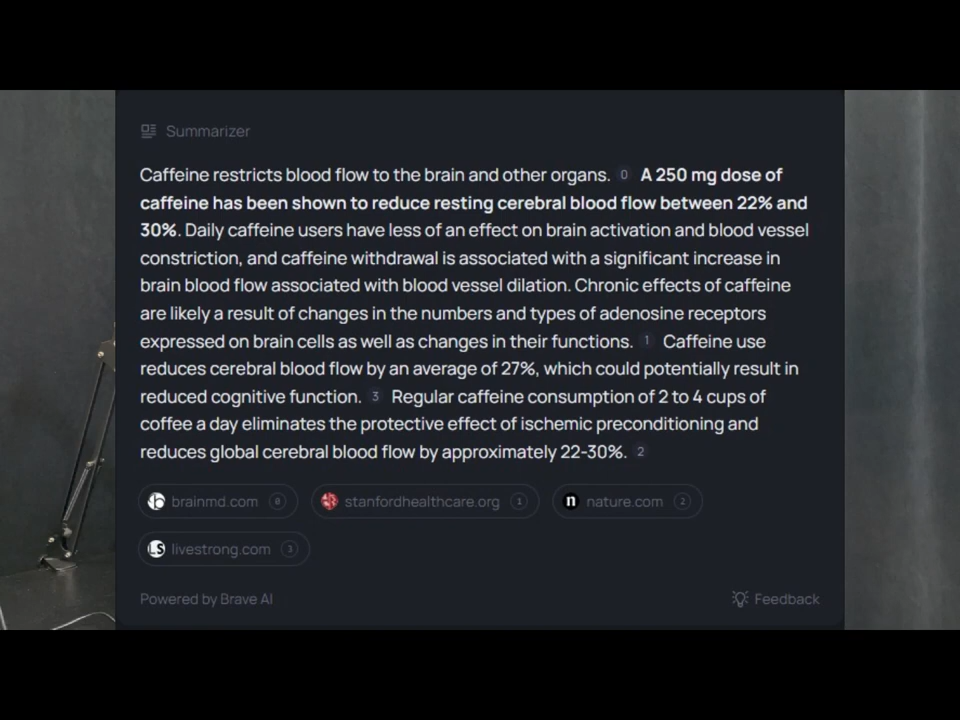 Summarizer
Caffeine restricts blood flow to the brain and other organs. 0 A 250 mg dose of
caffeine has been shown to reduce resting cerebral blood flow between 22% and
30%. Daily caffeine users have less of an effect on brain activation and blood vessel
constriction, and caffeine withdrawal is associated with a significant increase in
brain blood flow associated with blood vessel dilation. Chronic effects of caffeine
are likely a result of changes in the numbers and types of adenosine receptors
expressed on brain cells as well as changes in their functions. 1 Caffeine use
reduces cerebral blood flow by an average of 27%, which could potentially result in
reduced cognitive function. 3 Regular caffeine consumption of 2 to 4 cups of
coffee a day eliminates the protective effect of ischemic preconditioning and
reduces global cerebral blood flow by approximately 22-30%. 2
b brainmd.com 0 stanfordhealthcare.org 1 n nature.com 2
LS livestrong.com 3
Powered by Brave AI Feedback